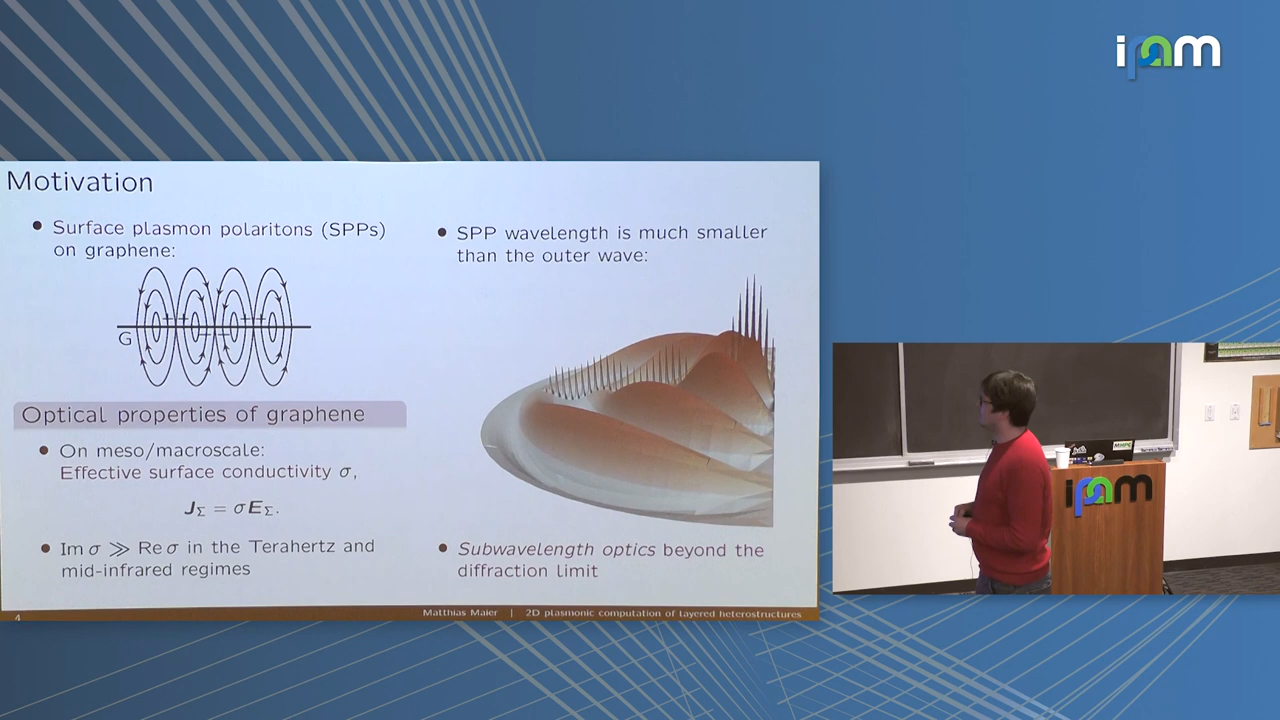 ipam
Motivation
• Surface plasmon polaritons (SPPs)
on graphene:
G
Optical properties of graphene
• On meso/macroscale:
Effective surface conductivity σ,
J_Σ = σE_Σ.
• Im σ ≫ Re σ in the Terahertz and
mid-infrared regimes
• SPP wavelength is much smaller
than the outer wave:
• Subwavelength optics beyond the
diffraction limit
4
Matthias Maier | 2D plasmonic computation of layered heterostructures
ipam